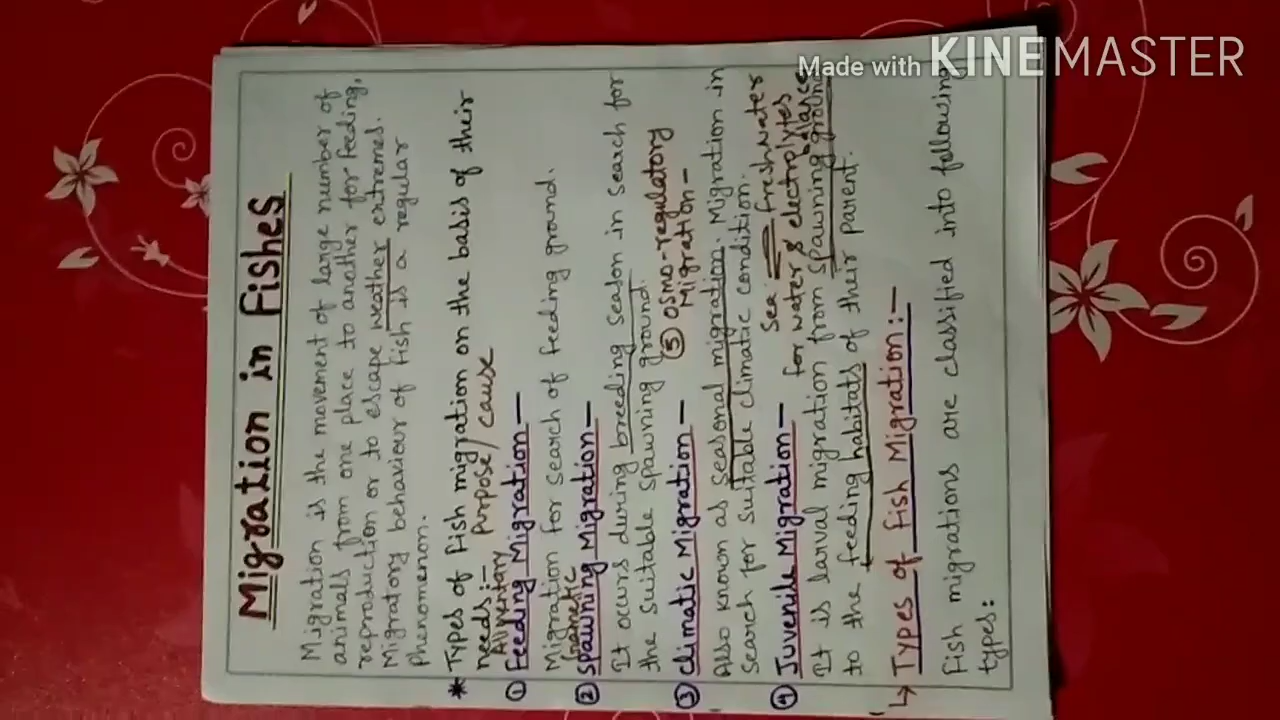 Made with KINEMASTER
Migration in Fishes
Migration is the movement of large number of
animals from one place to another for feeding,
reproduction or to escape weather extremes.
Migratory behaviour of fish is a regular
phenomenon.
* Types of Fish migration on the basis of their
needs:- Purpose/cause
Alimentary
① Feeding Migration—
Migration for search of feeding ground.
Gametic
② Spawning Migration—
It occurs during breeding season in search for
the suitable spawning ground.
⑤ Osmo-regulatory
Migration -
③ Climatic Migration—
Also known as seasonal migration. Migration in
search for suitable climatic condition.
Sea freshwater
for water & electrolytes
balance
④ Juvenile Migration—
It is larval migration from spawning ground
to the feeding habitats of their parent.
↳ Types of Fish Migration:-
Fish migrations are classified into following
types: